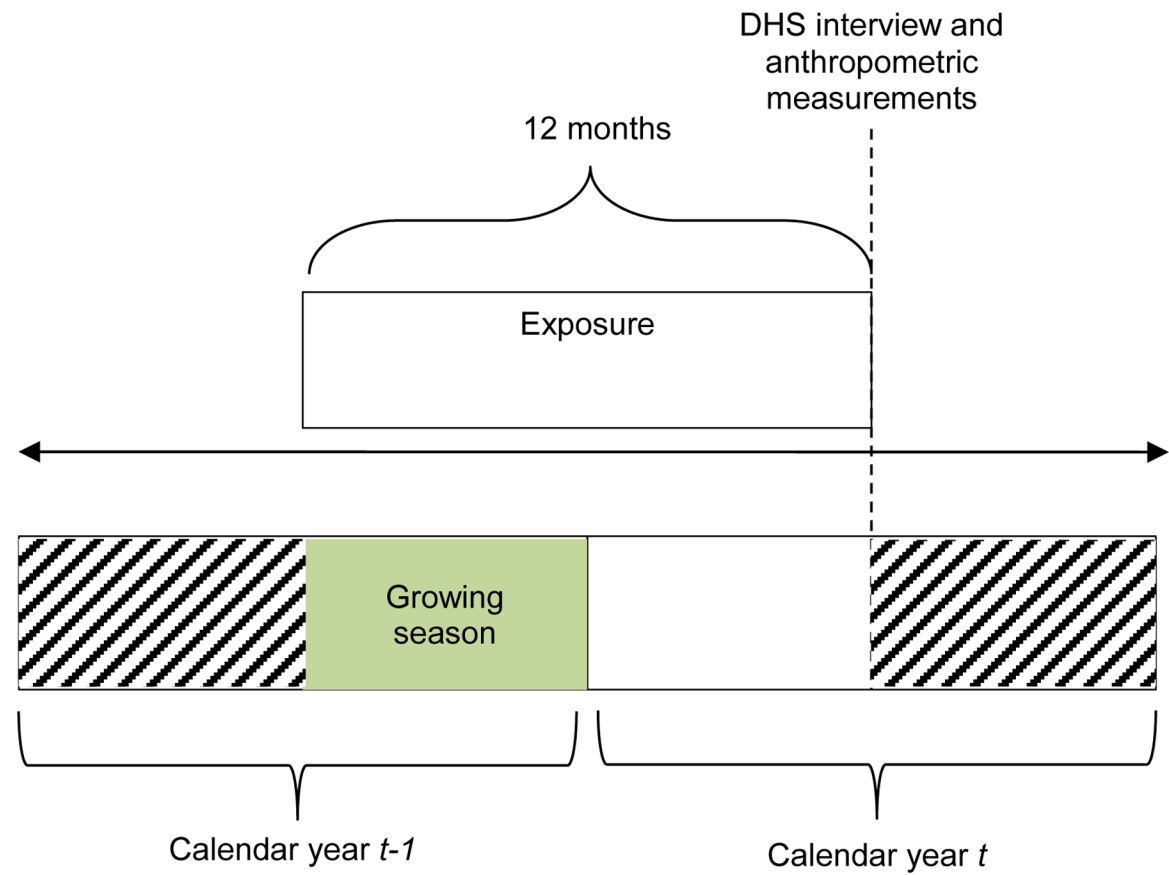 DHS interview and
anthropometric
measurements
12 months
Exposure
Growing
season
Calendar year t-1
Calendar year t